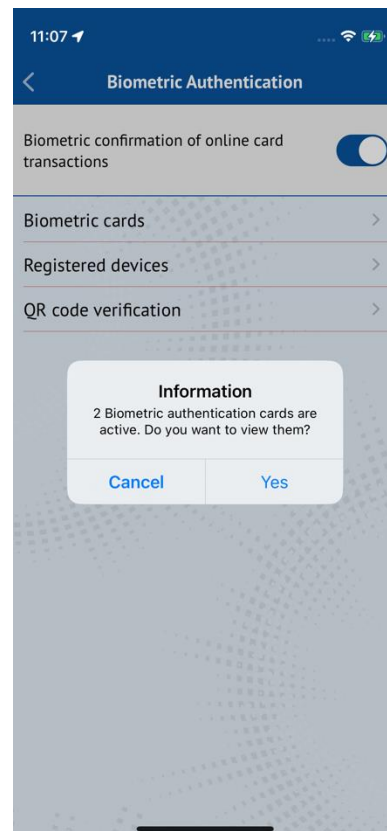 11:07
Biometric Authentication
Biometric confirmation of online card
transactions
Biometric cards
Registered devices
QR code verification
Information
2 Biometric authentication cards are
active. Do you want to view them?
Cancel Yes